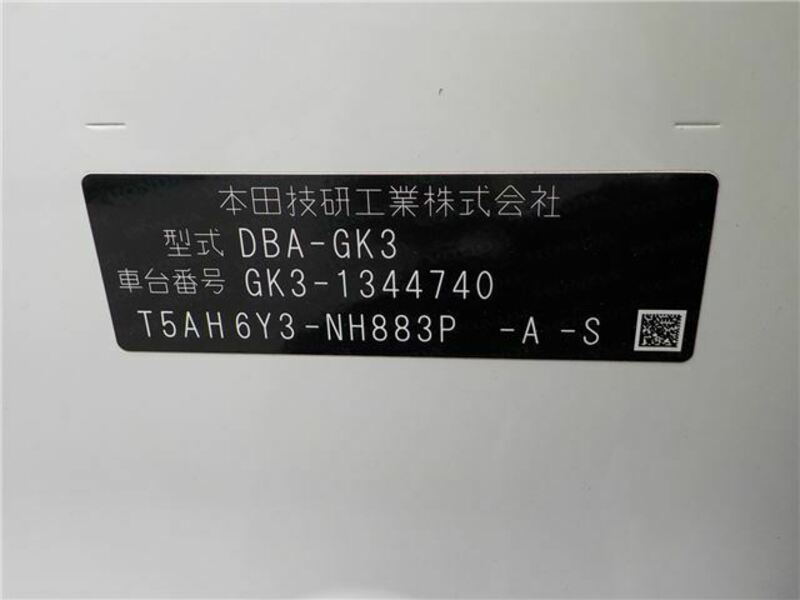 本田技研工業株式会社
型式 DBA-GK3
車台番号 GK3-1344740
T5AH6Y3-NH883P -A -S